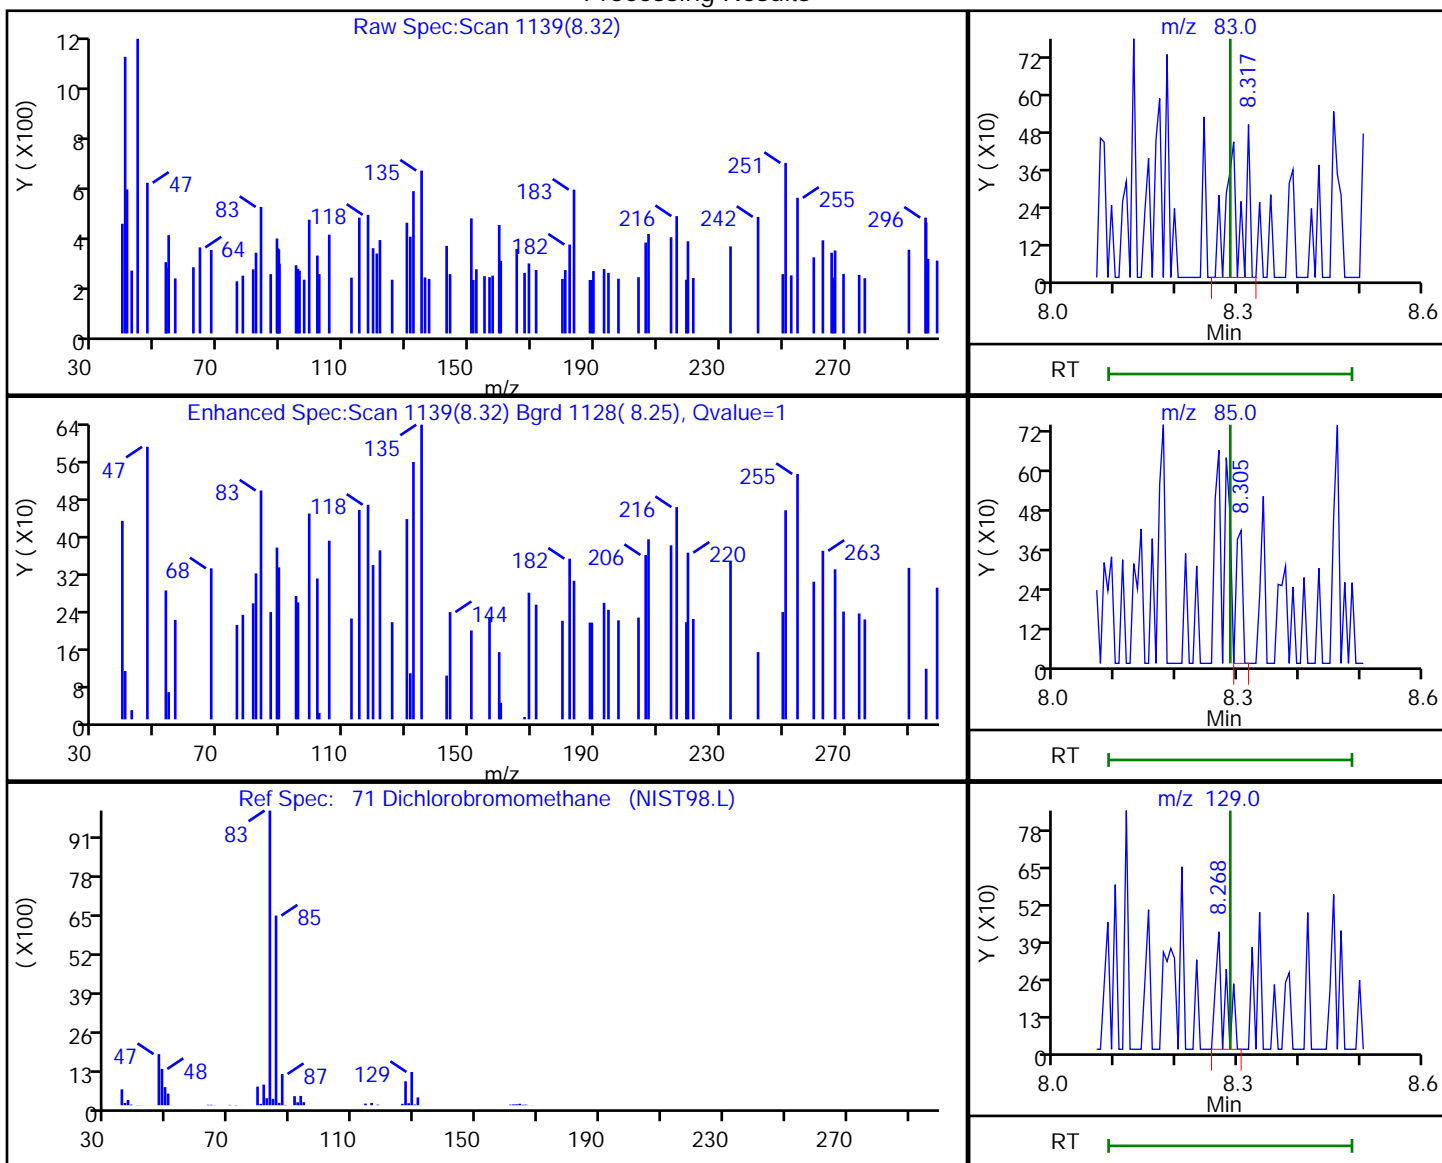 Processing Results
Raw Spec:Scan 1139(8.32)
Y ( X100)
12
10
8
6
4
2
0
47
83
64
118
135
183
182
216
242
251
255
296
30 70 110 150 190 230 270
m/z
m/z 83.0
Y ( X10)
72
60
48
36
24
12
0
8.317
8.0 8.3 8.6
Min
RT
Enhanced Spec:Scan 1139(8.32) Bgrd 1128( 8.25), Qvalue=1
Y ( X10)
64
56
48
40
32
24
16
8
0
47
68
83
118
135
144
182
206
216
220
255
263
30 70 110 150 190 230 270
m/z
m/z 85.0
Y ( X10)
72
60
48
36
24
12
0
8.305
8.0 8.3 8.6
Min
RT
Ref Spec: 71 Dichlorobromomethane (NIST98.L)
( X100)
91
78
65
52
39
26
13
0
83
85
47
48
87
129
30 70 110 150 190 230 270
m/z 129.0
Y ( X10)
78
65
52
39
26
13
0
8.268
8.0 8.3 8.6
Min
RT